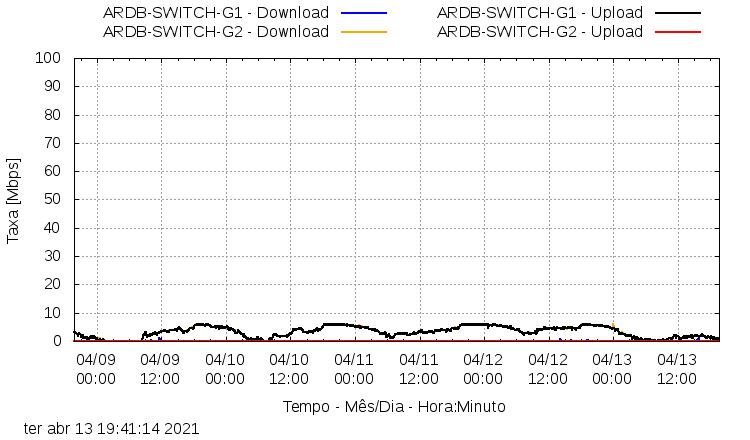 ARDB-SWITCH-G1 - Download ARDB-SWITCH-G1 - Upload
ARDB-SWITCH-G2 - Download ARDB-SWITCH-G2 - Upload
100
90
80
70
60
50
40
30
20
10
0
Taxa [Mbps]
04/09 04/09 04/10 04/10 04/11 04/11 04/12 04/12 04/13 04/13
00:00 12:00 00:00 12:00 00:00 12:00 00:00 12:00 00:00 12:00
Tempo - Mês/Dia - Hora:Minuto
ter abr 13 19:41:14 2021